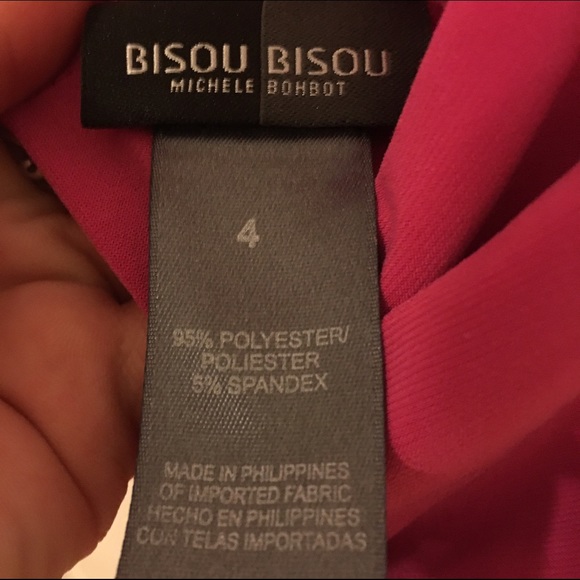 BISOU BISOU
MICHELE BOHBOT
4
95% POLYESTER/
POLIESTER
5% SPANDEX
MADE IN PHILIPPINES
OF IMPORTED FABRIC
HECHO EN PHILIPPINES
CON TELAS IMPORTADAS